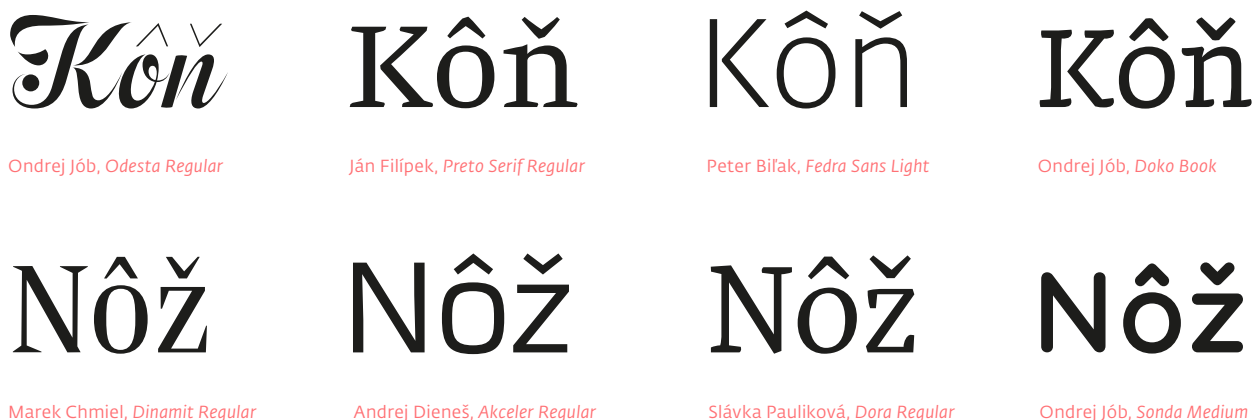 Kôň Kôň Kôň Kôň
Ondrej Jób, Odesta Regular Ján Filípek, Preto Serif Regular Peter Biľak, Fedra Sans Light Ondrej Jób, Doko Book
Nôž Nôž Nôž Nôž
Marek Chmiel, Dinamit Regular Andrej Dieneš, Akceler Regular Slávka Pauliková, Dora Regular Ondrej Jób, Sonda Medium